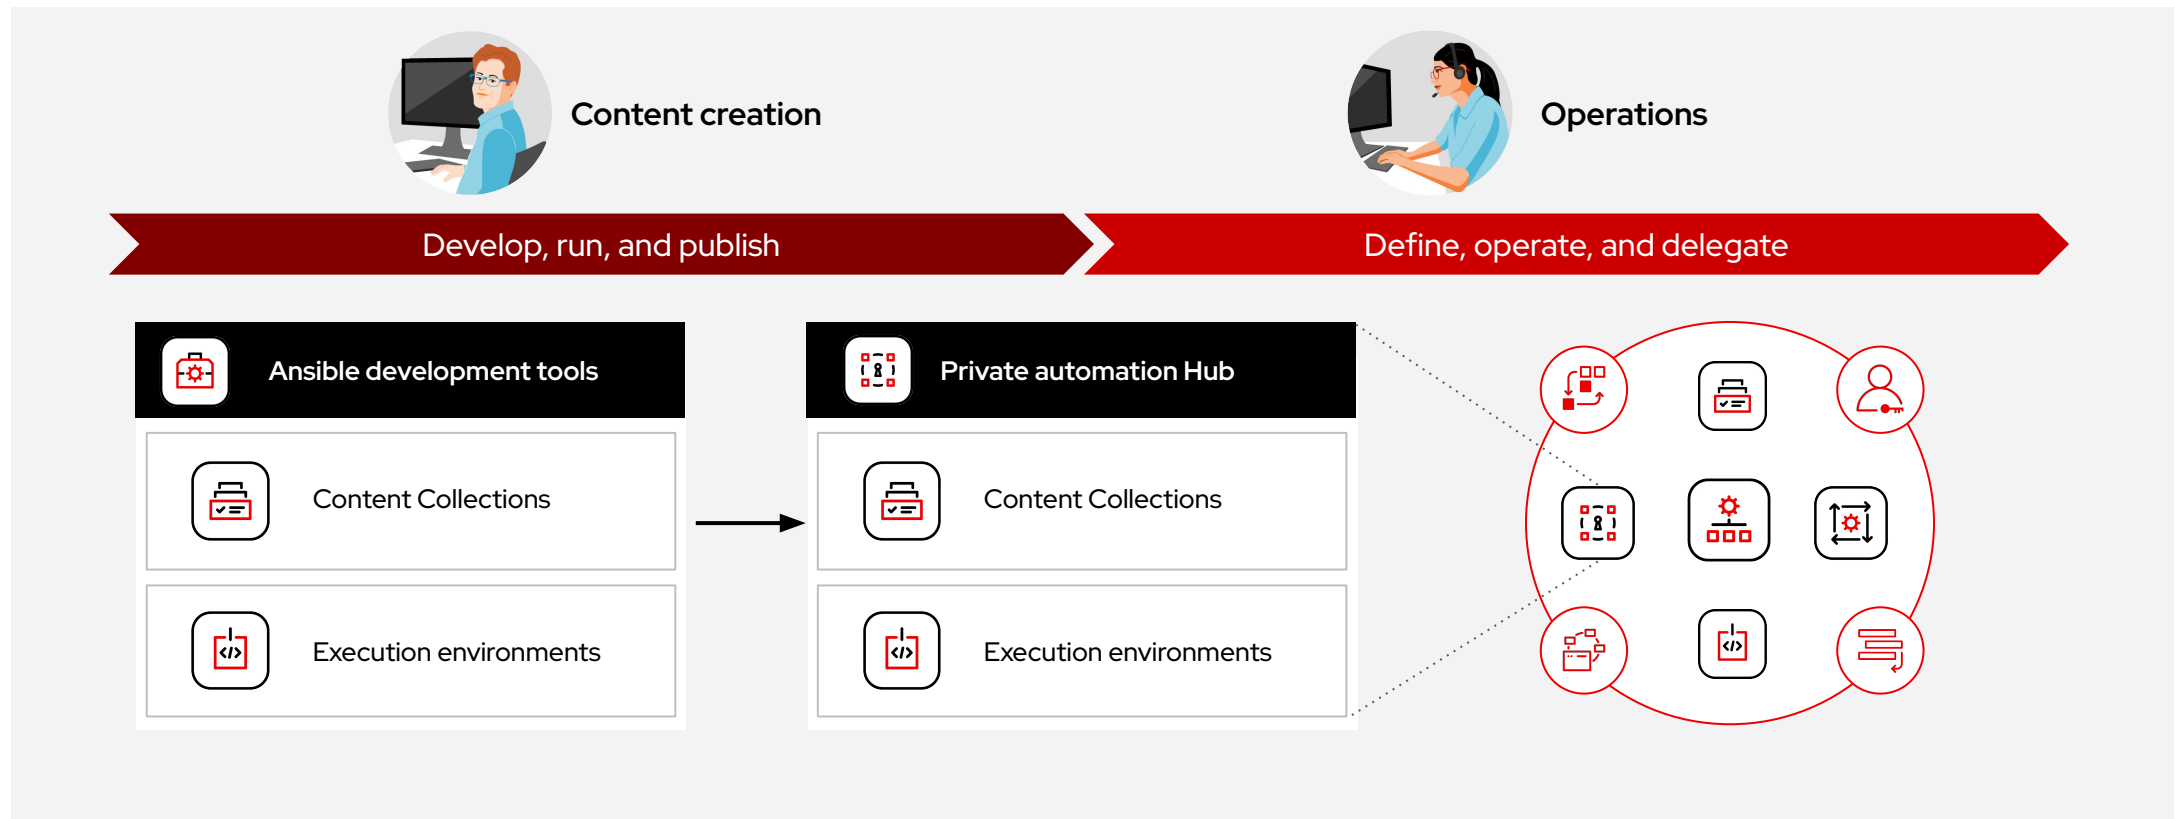 Content creation
Operations
Develop, run, and publish
Define, operate, and delegate
Ansible development tools
Content Collections
Execution environments
Private automation Hub
Content Collections
Execution environments